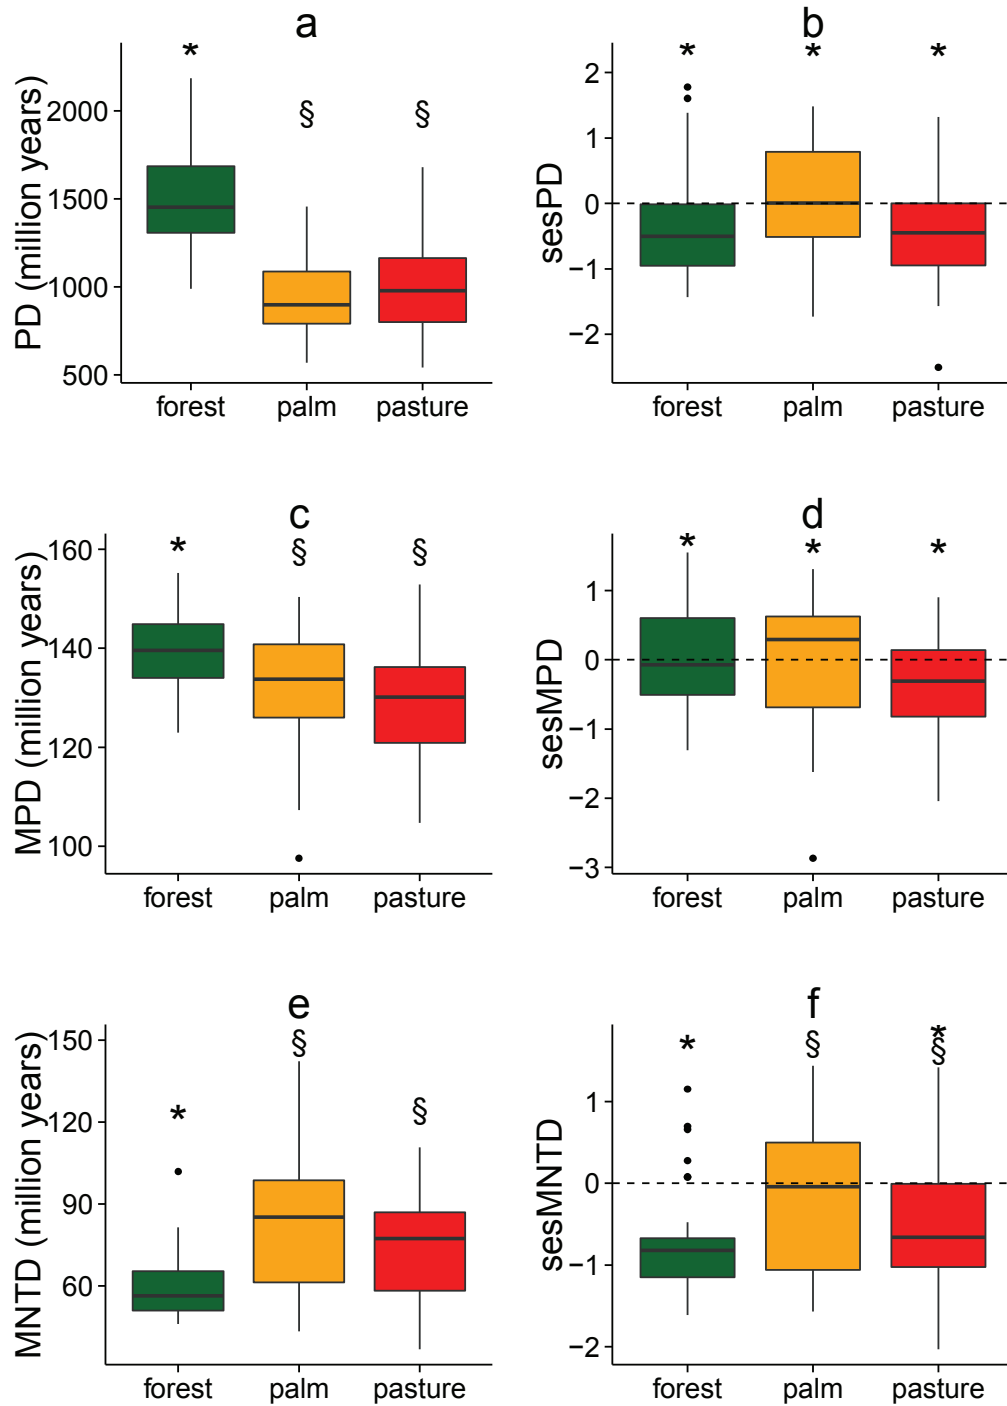 a
PD (million years)
2000
1500
1000
500
* § §
forest palm pasture
b
sesPD
2
1
0
−1
−2
* * *
forest palm pasture
c
MPD (million years)
160
140
120
100
* § §
forest palm pasture
d
sesMPD
1
0
−1
−2
−3
* * *
forest palm pasture
e
MNTD (million years)
150
120
90
60
* § §
forest palm pasture
f
sesMNTD
1
0
−1
−2
* § *
§
forest palm pasture